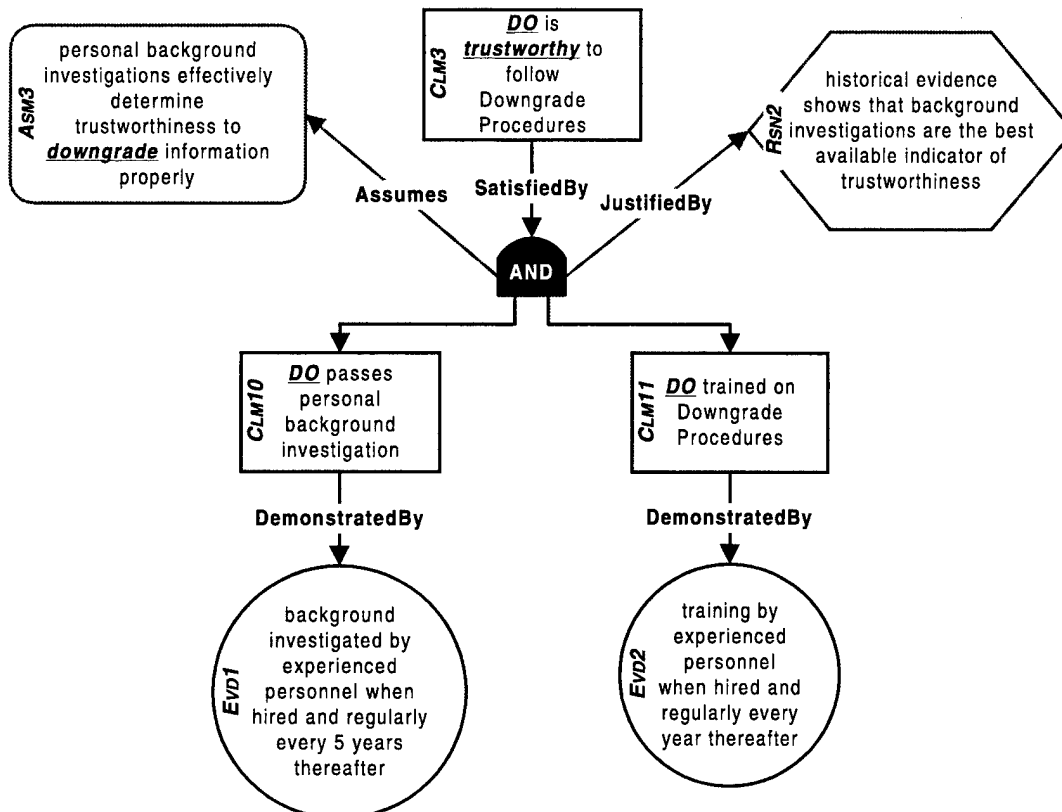 ASM3
personal background
investigations effectively
determine
trustworthiness to
downgrade information
properly
CLM3
DO is
trustworthy to
follow
Downgrade
Procedures
RSN2
historical evidence
shows that background
investigations are the best
available indicator of
trustworthiness
Assumes
SatisfiedBy
JustifiedBy
AND
CLM10
DO passes
personal
background
investigation
CLM11
DO trained on
Downgrade
Procedures
DemonstratedBy
DemonstratedBy
EVD1
background
investigated by
experienced
personnel when
hired and regularly
every 5 years
thereafter
EVD2
training by
experienced
personnel
when hired and
regularly every
year thereafter